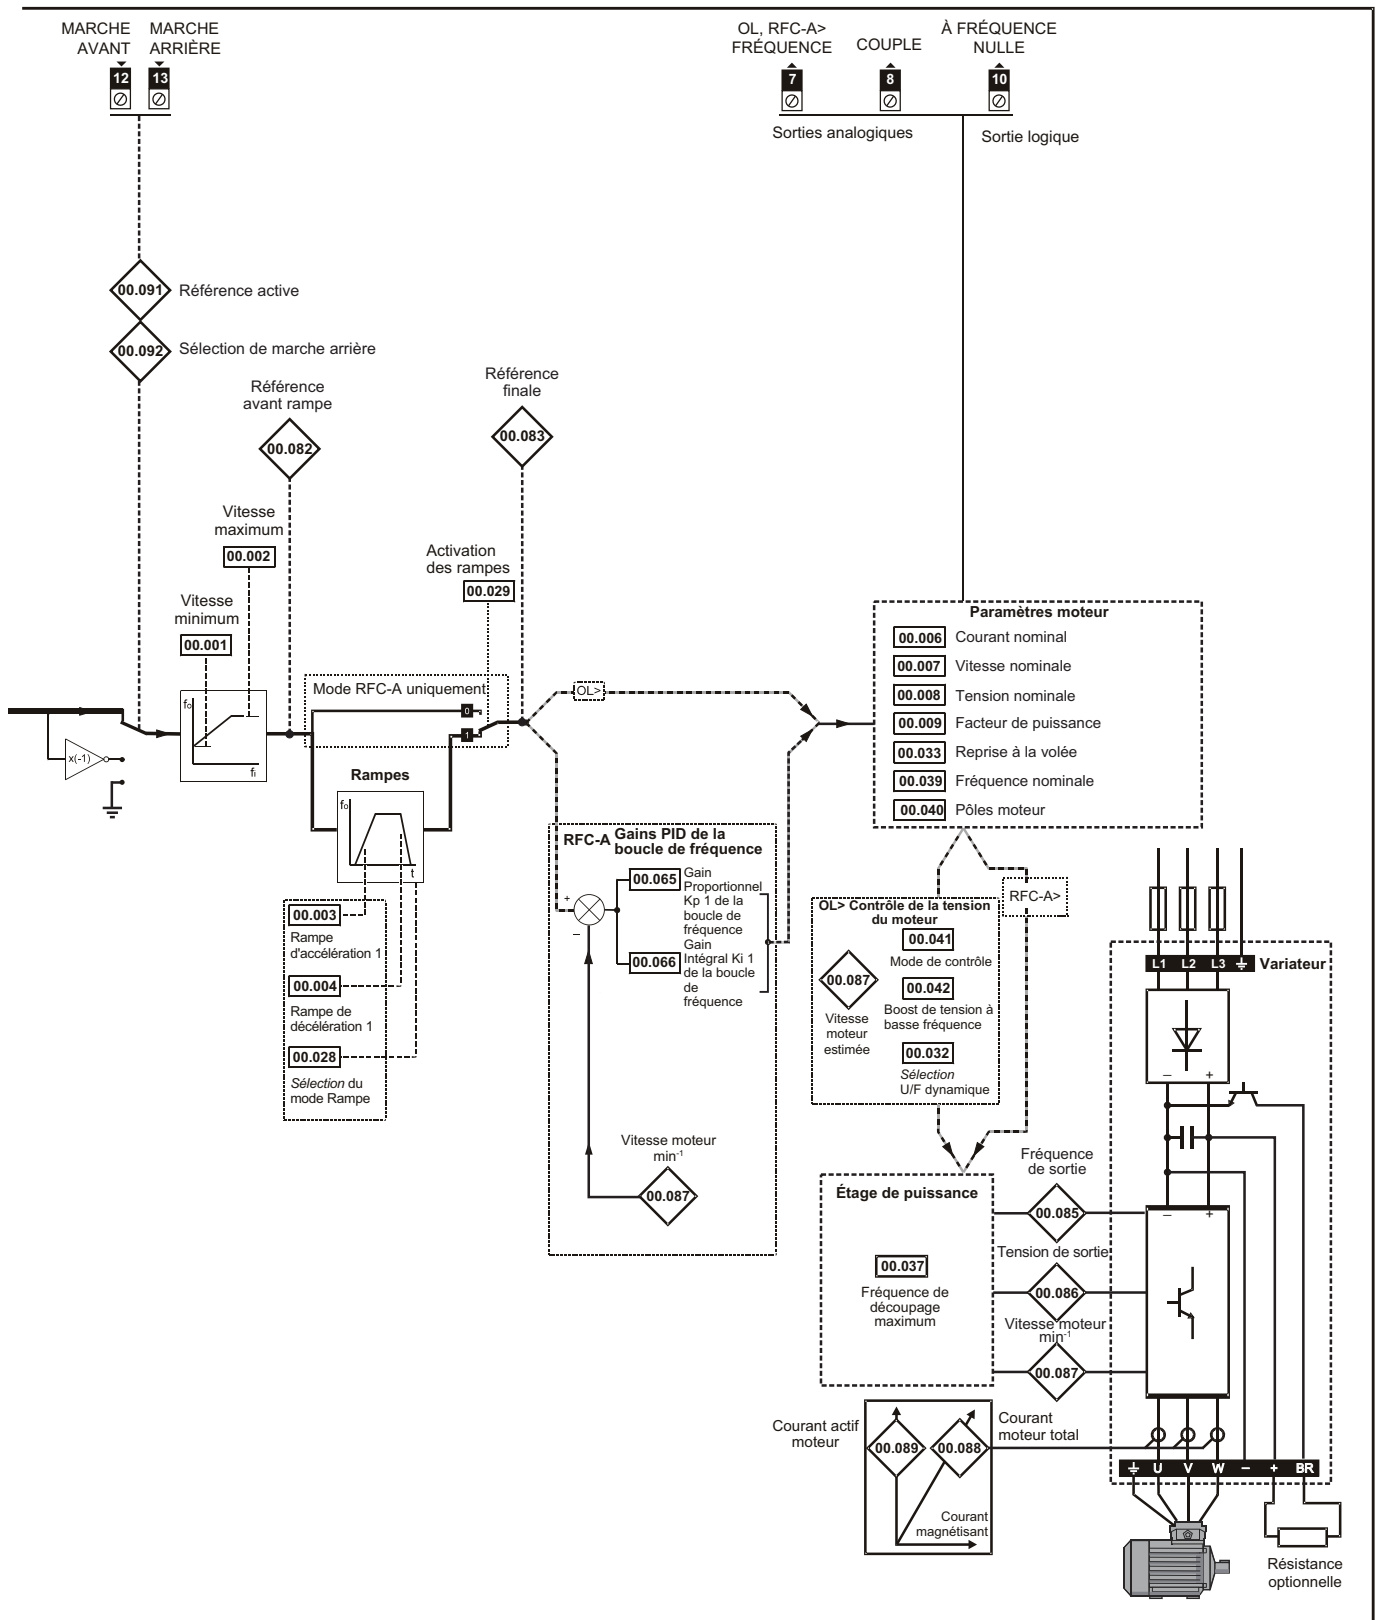 MARCHE
AVANT
MARCHE
ARRIÈRE
12
13
OL, RFC-A>
FRÉQUENCE
COUPLE
À FRÉQUENCE
NULLE
7
8
10
Sorties analogiques
Sortie logique
00.091
Référence active
00.092
Sélection de marche arrière
Référence
avant rampe
00.082
Référence
finale
00.083
Vitesse
maximum
00.002
Activation
des rampes
00.029
Vitesse
minimum
00.001
Mode RFC-A uniquement
0
1
OL>
x(-1)
fo
fi
Rampes
fo
t
Paramètres moteur
00.006 Courant nominal
00.007 Vitesse nominale
00.008 Tension nominale
00.009 Facteur de puissance
00.033 Reprise à la volée
00.039 Fréquence nominale
00.040 Pôles moteur
00.003
Rampe
d'accélération 1
00.004
Rampe de
décélération 1
00.028
Sélection du
mode Rampe
RFC-A Gains PID de la
boucle de fréquence
+
−
00.065
Gain
Proportionnel
Kp 1 de la
boucle de
fréquence
00.066
Gain
Intégral Ki 1
de la boucle
de
fréquence
Vitesse moteur
min-1
00.087
RFC-A>
OL> Contrôle de la tension
du moteur
00.041
Mode de contrôle
00.087
Vitesse
moteur
estimée
00.042
Boost de tension à
basse fréquence
00.032
Sélection
U/F dynamique
Étage de puissance
00.037
Fréquence de
découpage
maximum
Fréquence
de sortie
00.085
Tension de sortie
00.086
Vitesse moteur
min-1
00.087
L1 L2 L3
Variateur
− +
− +
Courant actif
moteur
00.089
00.088
Courant
moteur total
Courant
magnétisant
U V W − + BR
Résistance
optionnelle